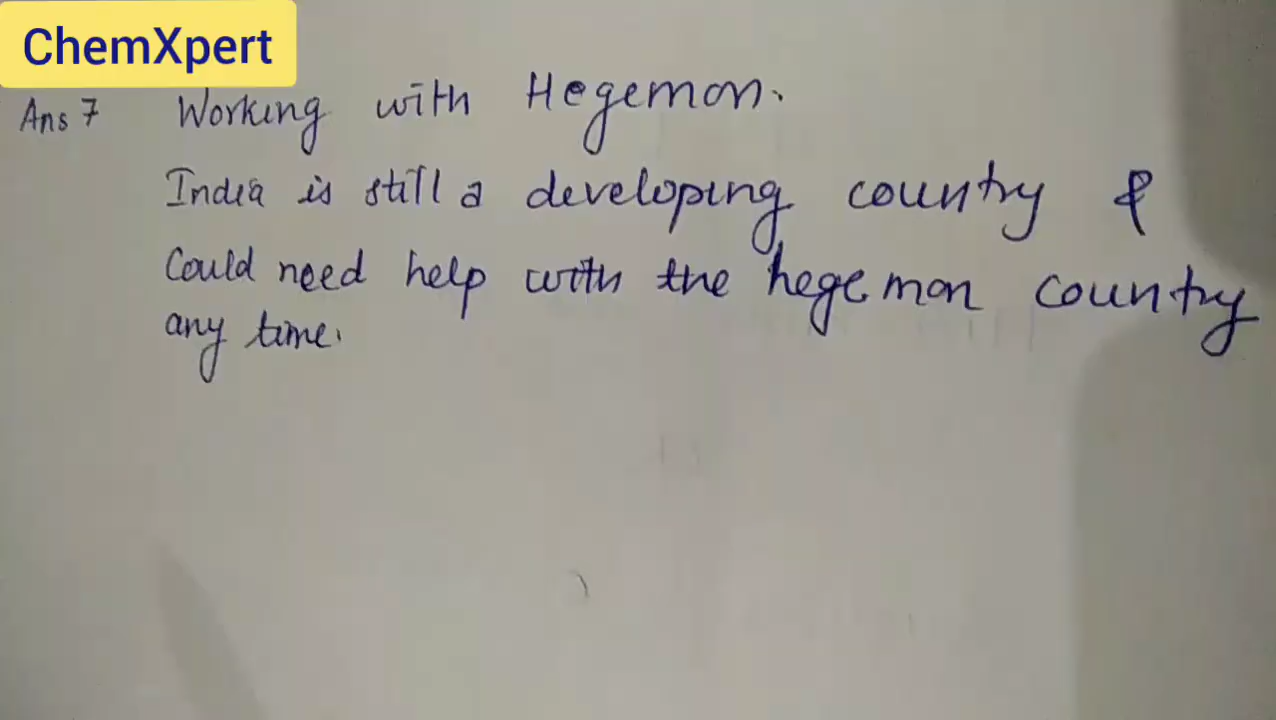 ChemXpert
Ans 7 Working with Hegemon.
India is still a developing country &
Could need help with the hegemon country
any time.